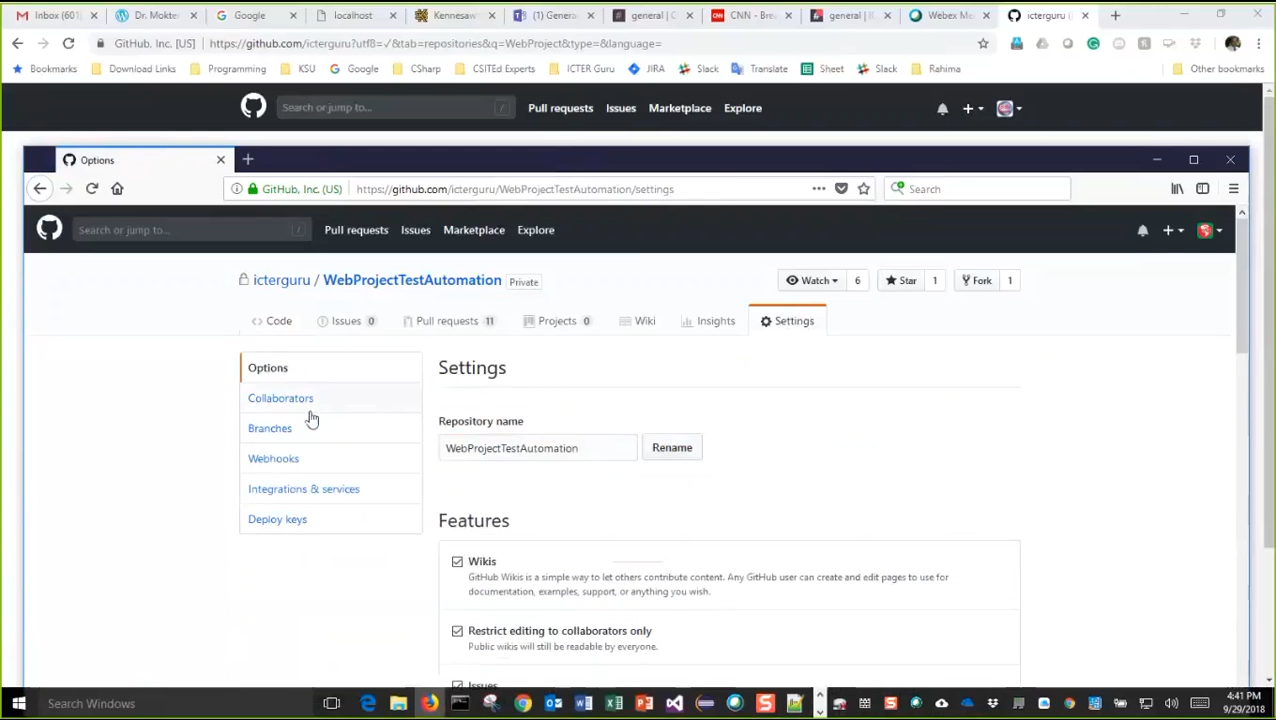 Inbox (601) Dr. Mokter Google localhost Kennesaw (1) General general | CNN - Bre general | B Webex Me icterguru (
GitHub, Inc. [US] https://github.com/icterguru?utf8=✓&tab=repositories&q=WebProject&type=&language=
Bookmarks Download Links Programming KSU Google CSharp CSITEd Experts ICTER Guru JIRA Slack Translate Sheet Slack Rahima Other bookmarks
Search or jump to... / Pull requests Issues Marketplace Explore
Options
GitHub, Inc. (US) https://github.com/icterguru/WebProjectTestAutomation/settings Search
Search or jump to... / Pull requests Issues Marketplace Explore
icterguru / WebProjectTestAutomation Private Watch 6 Star 1 Fork 1
Code Issues 0 Pull requests 11 Projects 0 Wiki Insights Settings
Options
Collaborators
Branches
Webhooks
Integrations & services
Deploy keys
Settings
Repository name
WebProjectTestAutomation Rename
Features
Wikis
GitHub Wikis is a simple way to let others contribute content. Any GitHub user can create and edit pages to use for
documentation, examples, support, or anything you wish.
Restrict editing to collaborators only
Public wikis will still be readable by everyone.
Issues
Search Windows
4:41 PM
9/29/2018